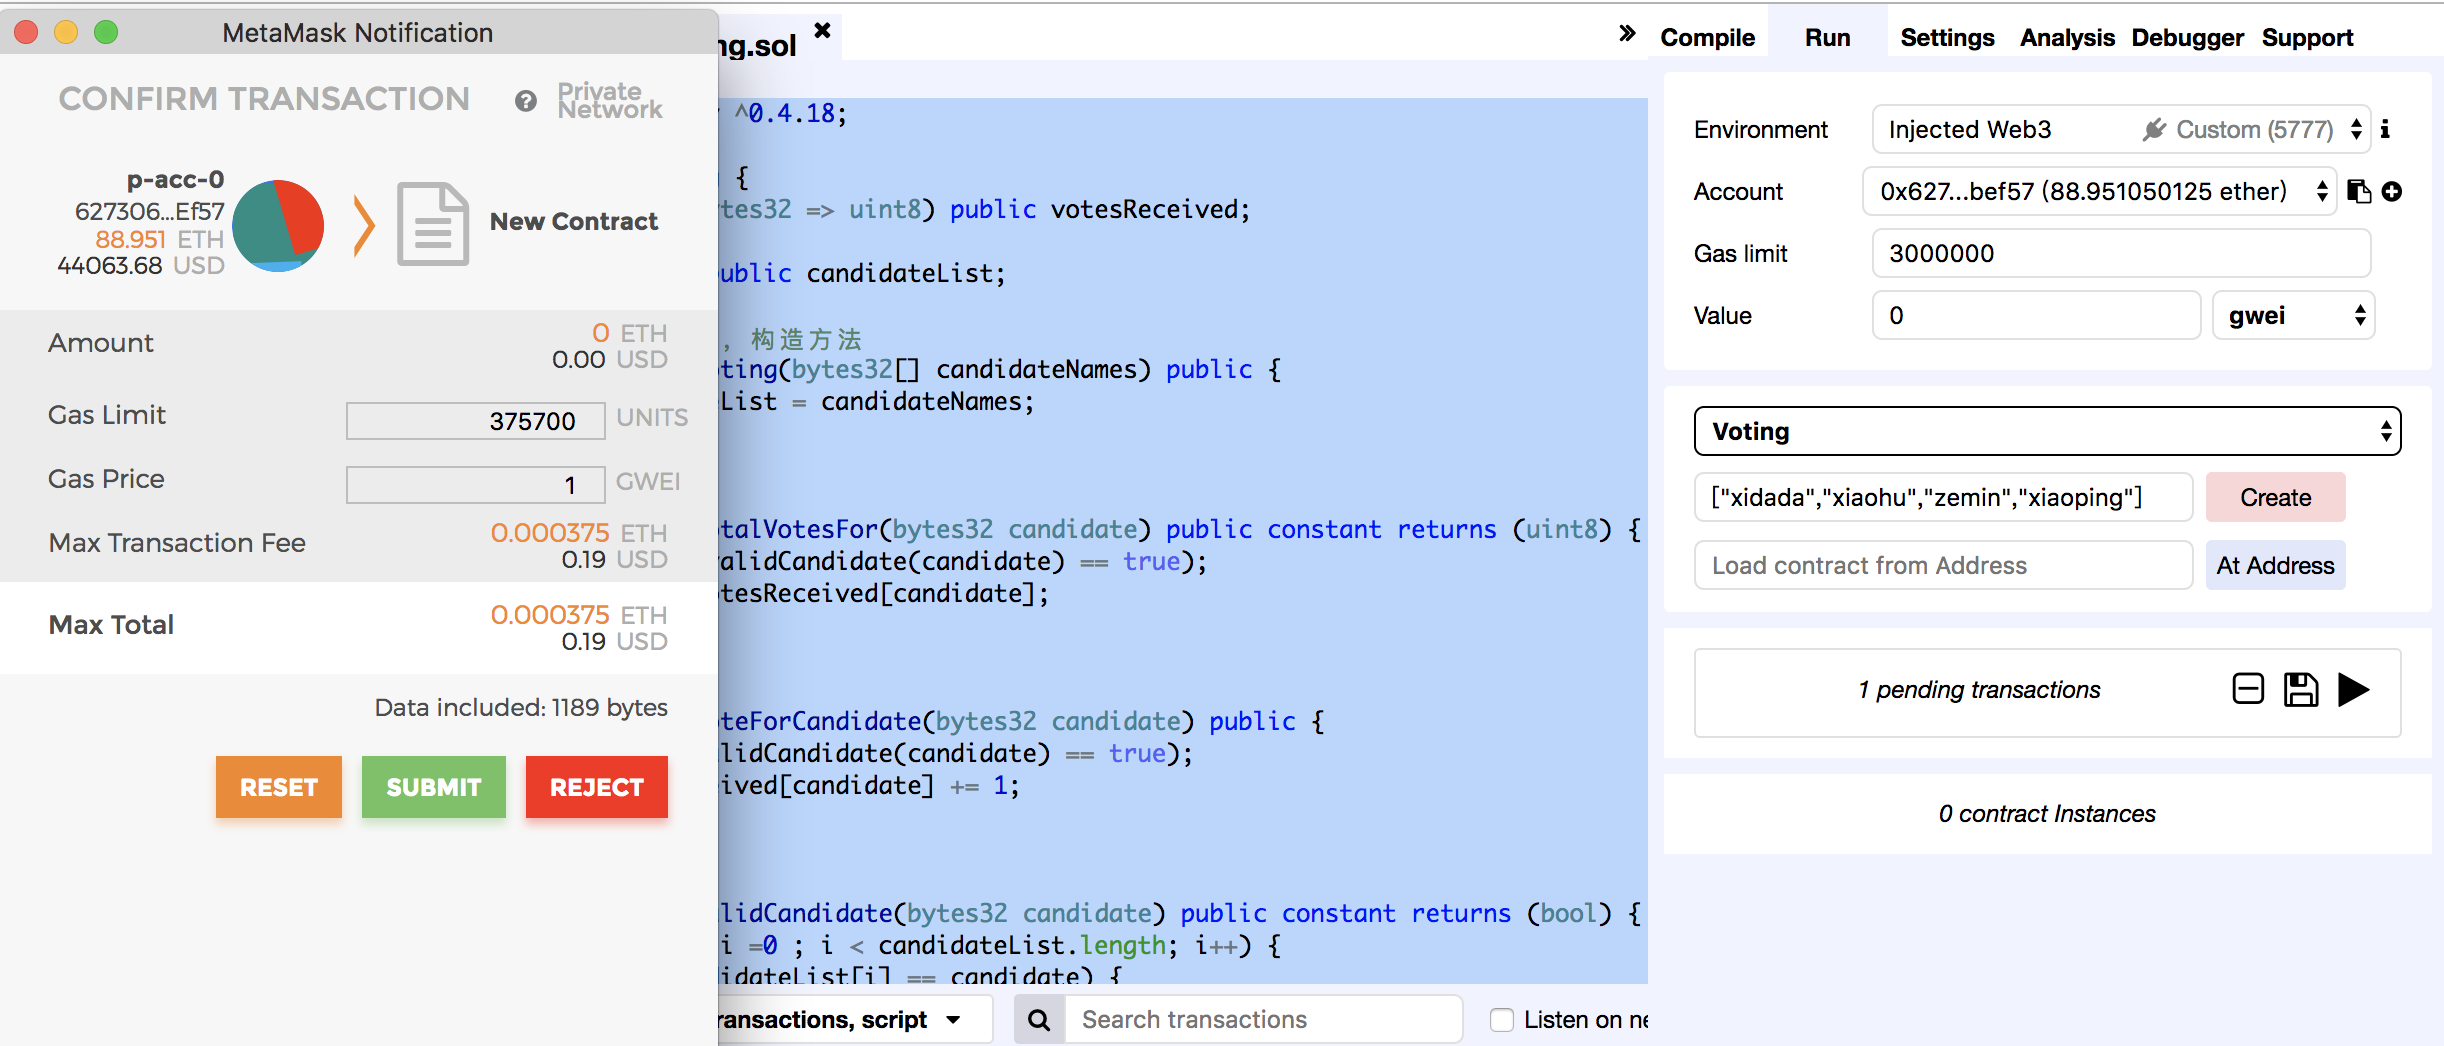 MetaMask Notification
CONFIRM TRANSACTION
Private
Network
p-acc-0
627306...Ef57
88.951 ETH
44063.68 USD
New Contract
Amount
0 ETH
0.00 USD
Gas Limit
375700 UNITS
Gas Price
1 GWEI
Max Transaction Fee
0.000375 ETH
0.19 USD
Max Total
0.000375 ETH
0.19 USD
Data included: 1189 bytes
RESET SUBMIT REJECT
ng.sol
^0.4.18;
{
tes32 => uint8) public votesReceived;
ublic candidateList;
, 构造方法
ting(bytes32[] candidateNames) public {
List = candidateNames;
talVotesFor(bytes32 candidate) public constant returns (uint8) {
alidCandidate(candidate) == true);
tesReceived[candidate];
teForCandidate(bytes32 candidate) public {
lidCandidate(candidate) == true);
ived[candidate] += 1;
lidCandidate(bytes32 candidate) public constant returns (bool) {
i =0 ; i < candidateList.length; i++) {
idateList[i] == candidate) {
ransactions, script
Search transactions
Listen on ne
Compile Run Settings Analysis Debugger Support
Environment Injected Web3 Custom (5777)
Account 0x627...bef57 (88.951050125 ether)
Gas limit 3000000
Value 0 gwei
Voting
["xidada","xiaohu","zemin","xiaoping"] Create
Load contract from Address At Address
1 pending transactions
0 contract Instances